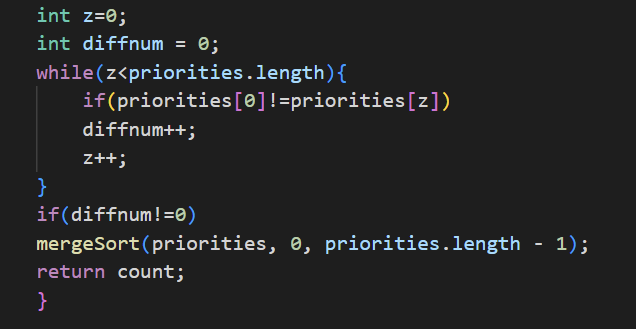 int z=0;
int diffnum = 0;
while(z<priorities.length){
if(priorities[0]!=priorities[z])
diffnum++;
z++;
}
if(diffnum!=0)
mergeSort(priorities, 0, priorities.length - 1);
return count;
}